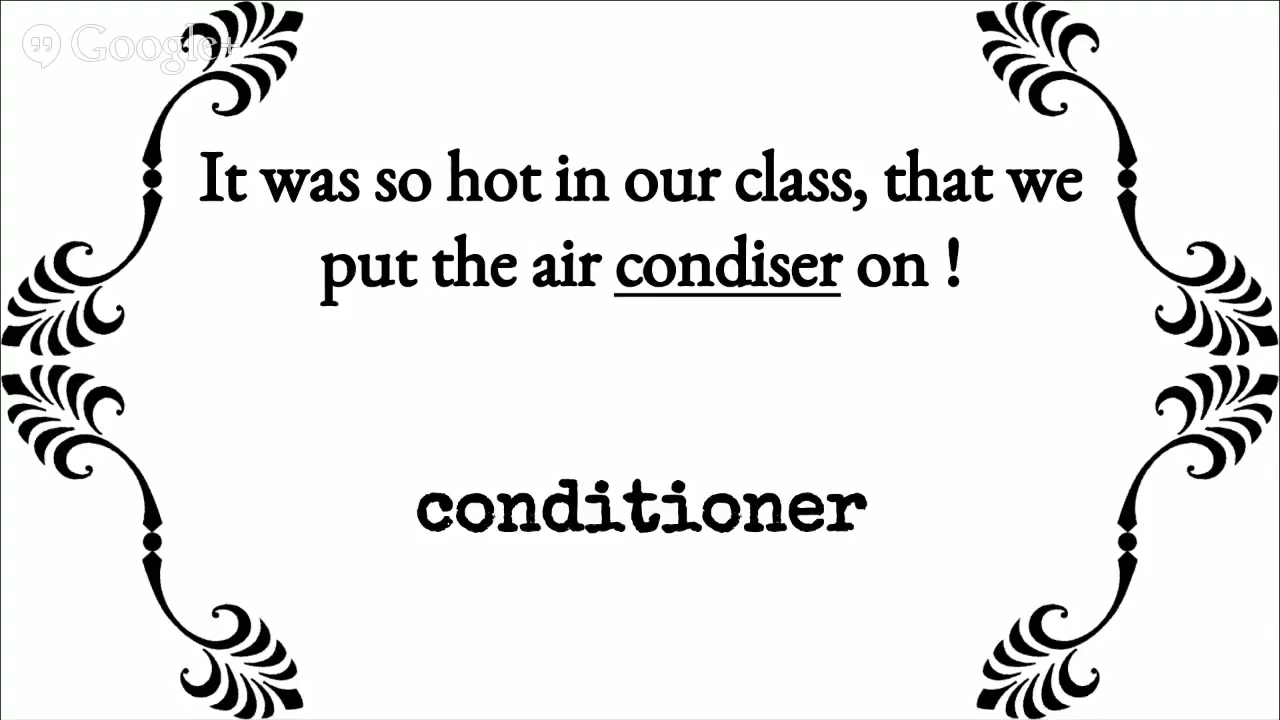 Google+
It was so hot in our class, that we
put the air condiser on !
conditioner